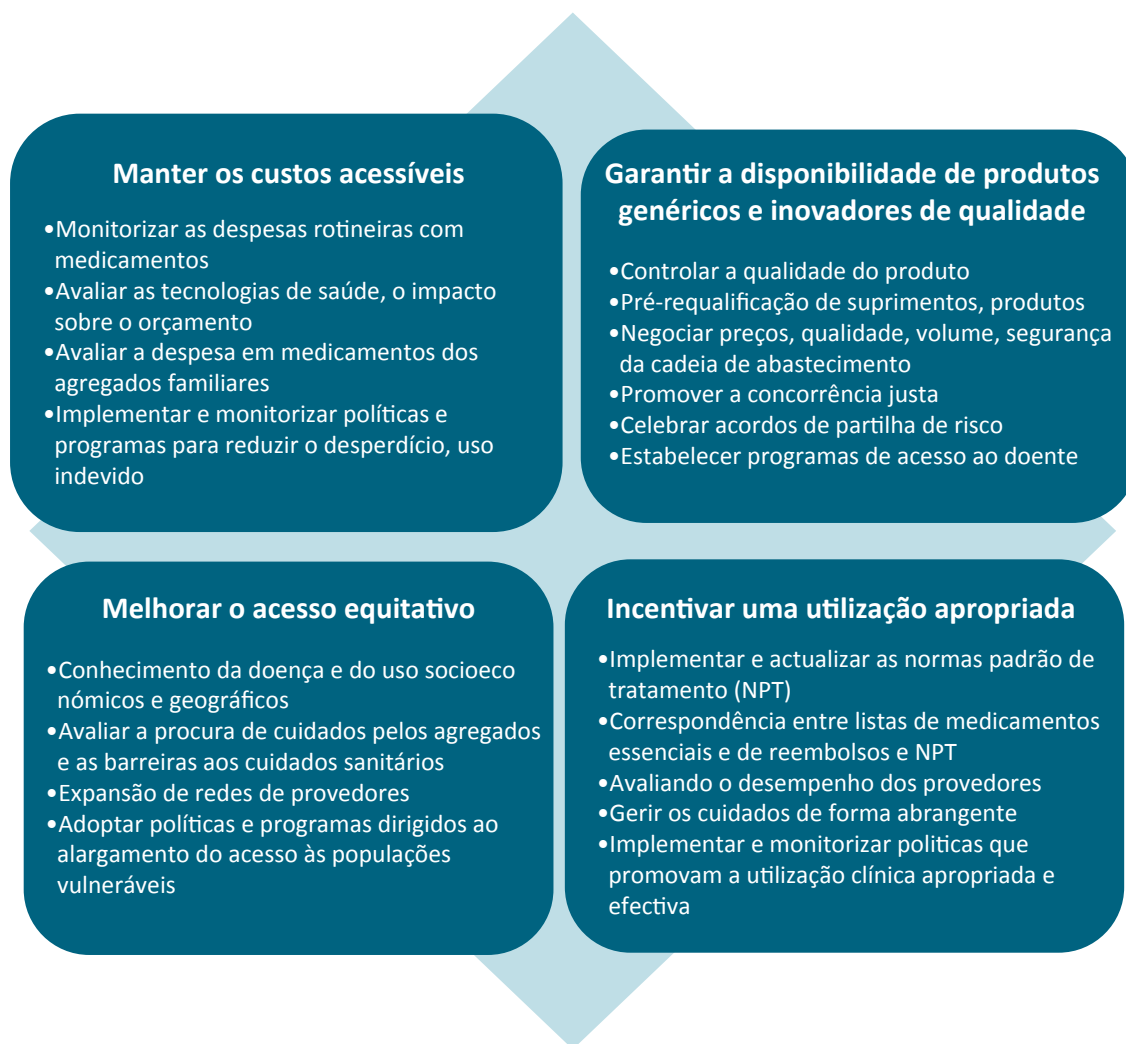 Manter os custos acessíveis
•Monitorizar as despesas rotineiras com
medicamentos
•Avaliar as tecnologias de saúde, o impacto
sobre o orçamento
•Avaliar a despesa em medicamentos dos
agregados familiares
•Implementar e monitorizar políticas e
programas para reduzir o desperdício, uso
indevido
Garantir a disponibilidade de produtos
genéricos e inovadores de qualidade
•Controlar a qualidade do produto
•Pré-requalificação de suprimentos, produtos
•Negociar preços, qualidade, volume, segurança
da cadeia de abastecimento
•Promover a concorrência justa
•Celebrar acordos de partilha de risco
•Estabelecer programas de acesso ao doente
Melhorar o acesso equitativo
•Conhecimento da doença e do uso socioeco
nómicos e geográficos
•Avaliar a procura de cuidados pelos agregados
e as barreiras aos cuidados sanitários
•Expansão de redes de provedores
•Adoptar políticas e programas dirigidos ao
alargamento do acesso às populações
vulneráveis
Incentivar uma utilização apropriada
•Implementar e actualizar as normas padrão de
tratamento (NPT)
•Correspondência entre listas de medicamentos
essenciais e de reembolsos e NPT
•Avaliando o desempenho dos provedores
•Gerir os cuidados de forma abrangente
•Implementar e monitorizar politicas que
promovam a utilização clínica apropriada e
efectiva